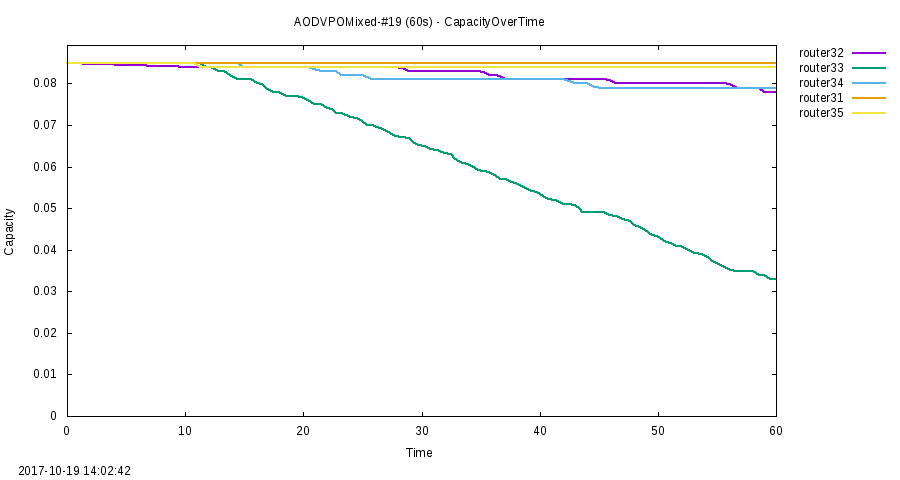 AODVPOMixed-#19 (60s) - CapacityOverTime
router32
router33
router34
router31
router35
0.08
0.07
0.06
0.05
0.04
0.03
0.02
0.01
0
Capacity
0 10 20 30 40 50 60
Time
2017-10-19 14:02:42